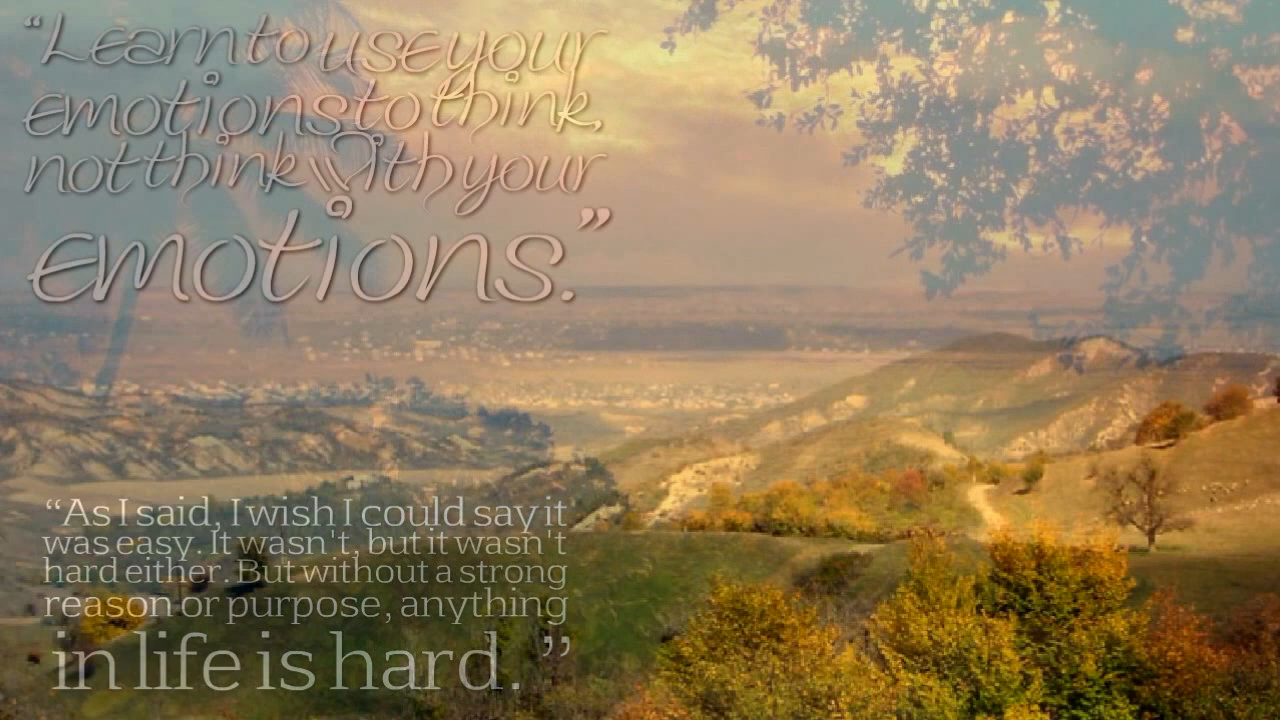 “Learn to use your
emotions to think,
not think with your
emotions.”
“As I said, I wish I could say it
was easy. It wasn't, but it wasn't
hard either. But without a strong
reason or purpose, anything
in life is hard. ”